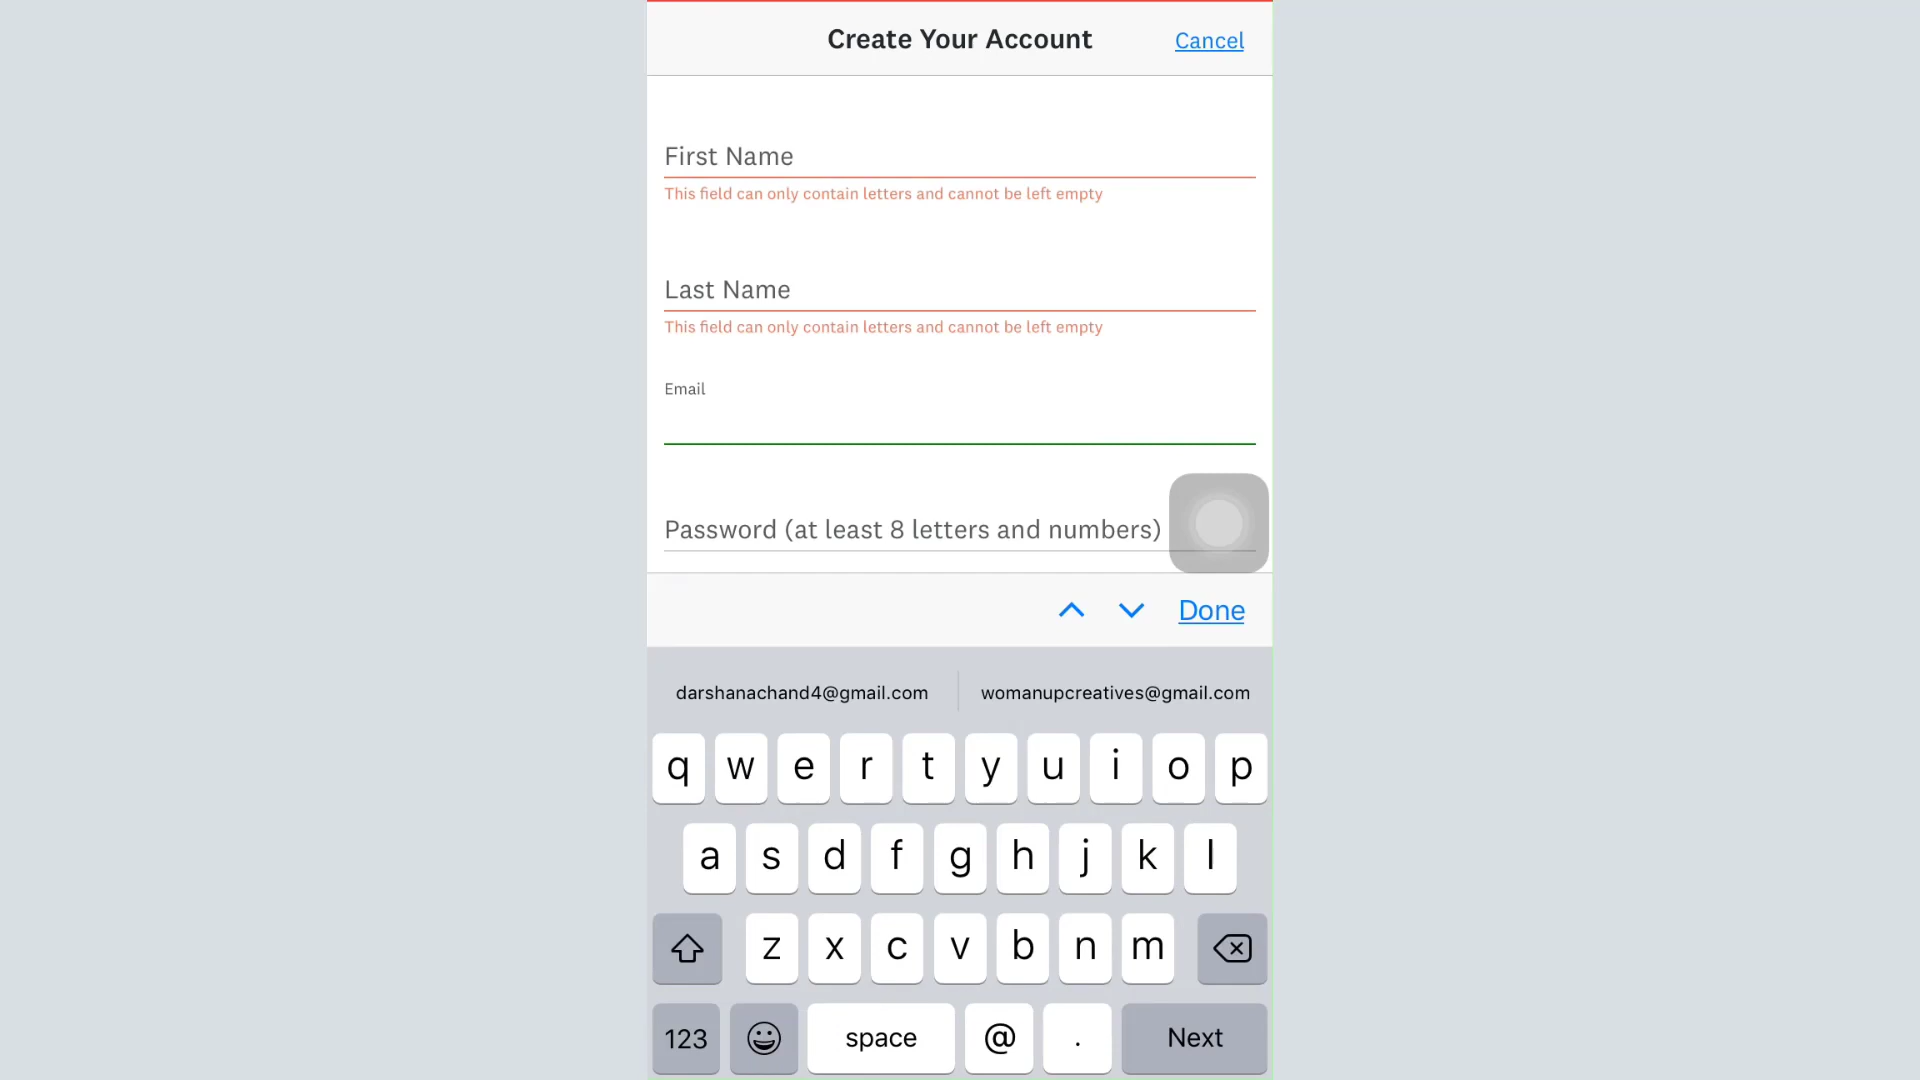 Create Your Account
Cancel
First Name
This field can only contain letters and cannot be left empty
Last Name
This field can only contain letters and cannot be left empty
Email
Password (at least 8 letters and numbers)
Done
darshanachand4@gmail.com womanupcreatives@gmail.com
q w e r t y u i o p
a s d f g h j k l
z x c v b n m
123 space @ . Next